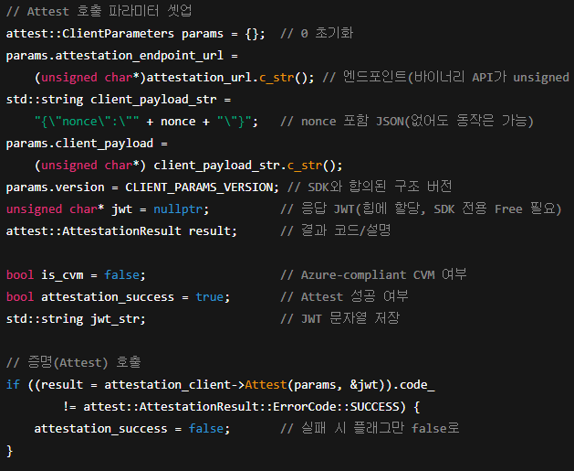 // Attest 호출 파라미터 셋업
attest::ClientParameters params = {};  // 0 초기화
params.attestation_endpoint_url =
    (unsigned char*)attestation_url.c_str(); // 엔드포인트(바이너리 API가 unsigned
std::string client_payload_str =
    "{\"nonce\":\"" + nonce + "\"}";   // nonce 포함 JSON(없어도 동작은 가능)
params.client_payload =
    (unsigned char*) client_payload_str.c_str();
params.version = CLIENT_PARAMS_VERSION; // SDK와 합의된 구조 버전
unsigned char* jwt = nullptr;          // 응답 JWT(힙에 할당, SDK 전용 Free 필요)
attest::AttestationResult result;      // 결과 코드/설명

bool is_cvm = false;                   // Azure-compliant CVM 여부
bool attestation_success = true;       // Attest 성공 여부
std::string jwt_str;                   // JWT 문자열 저장

// 증명(Attest) 호출
if ((result = attestation_client->Attest(params, &jwt)).code_
        != attest::AttestationResult::ErrorCode::SUCCESS) {
    attestation_success = false;       // 실패 시 플래그만 false로
}